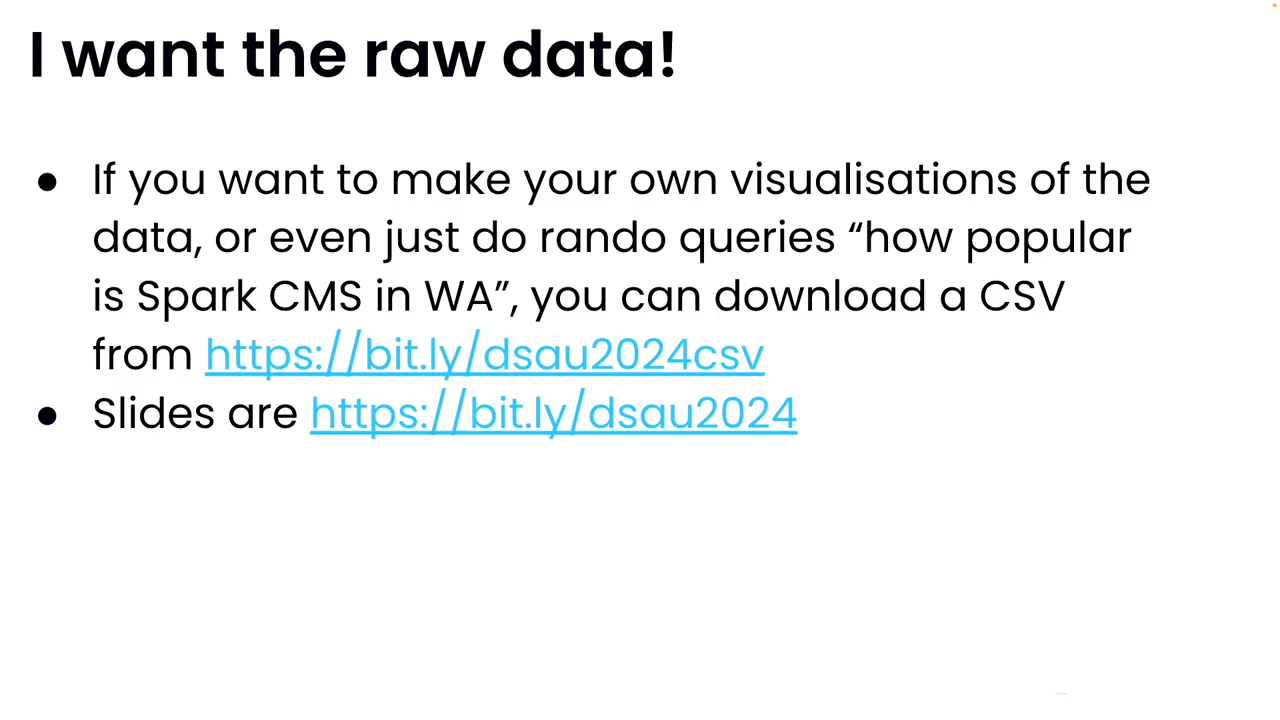 I want the raw data!
● If you want to make your own visualisations of the
data, or even just do rando queries “how popular
is Spark CMS in WA”, you can download a CSV
from https://bit.ly/dsau2024csv
● Slides are https://bit.ly/dsau2024